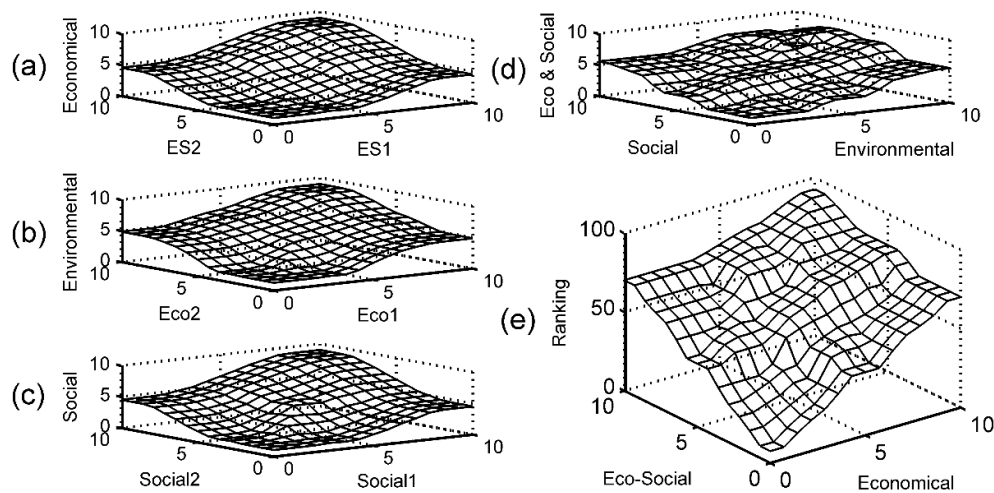 (a)
Economical
10
5
0
10
5
0
0
5
10
ES2
ES1
(b)
Environmental
10
5
0
10
5
0
0
5
10
Eco2
Eco1
(c)
Social
10
5
0
10
5
0
0
5
10
Social2
Social1
(d)
Eco & Social
10
5
0
10
5
0
0
5
10
Social
Environmental
(e)
Ranking
100
50
0
10
5
0
0
5
10
Eco-Social
Economical